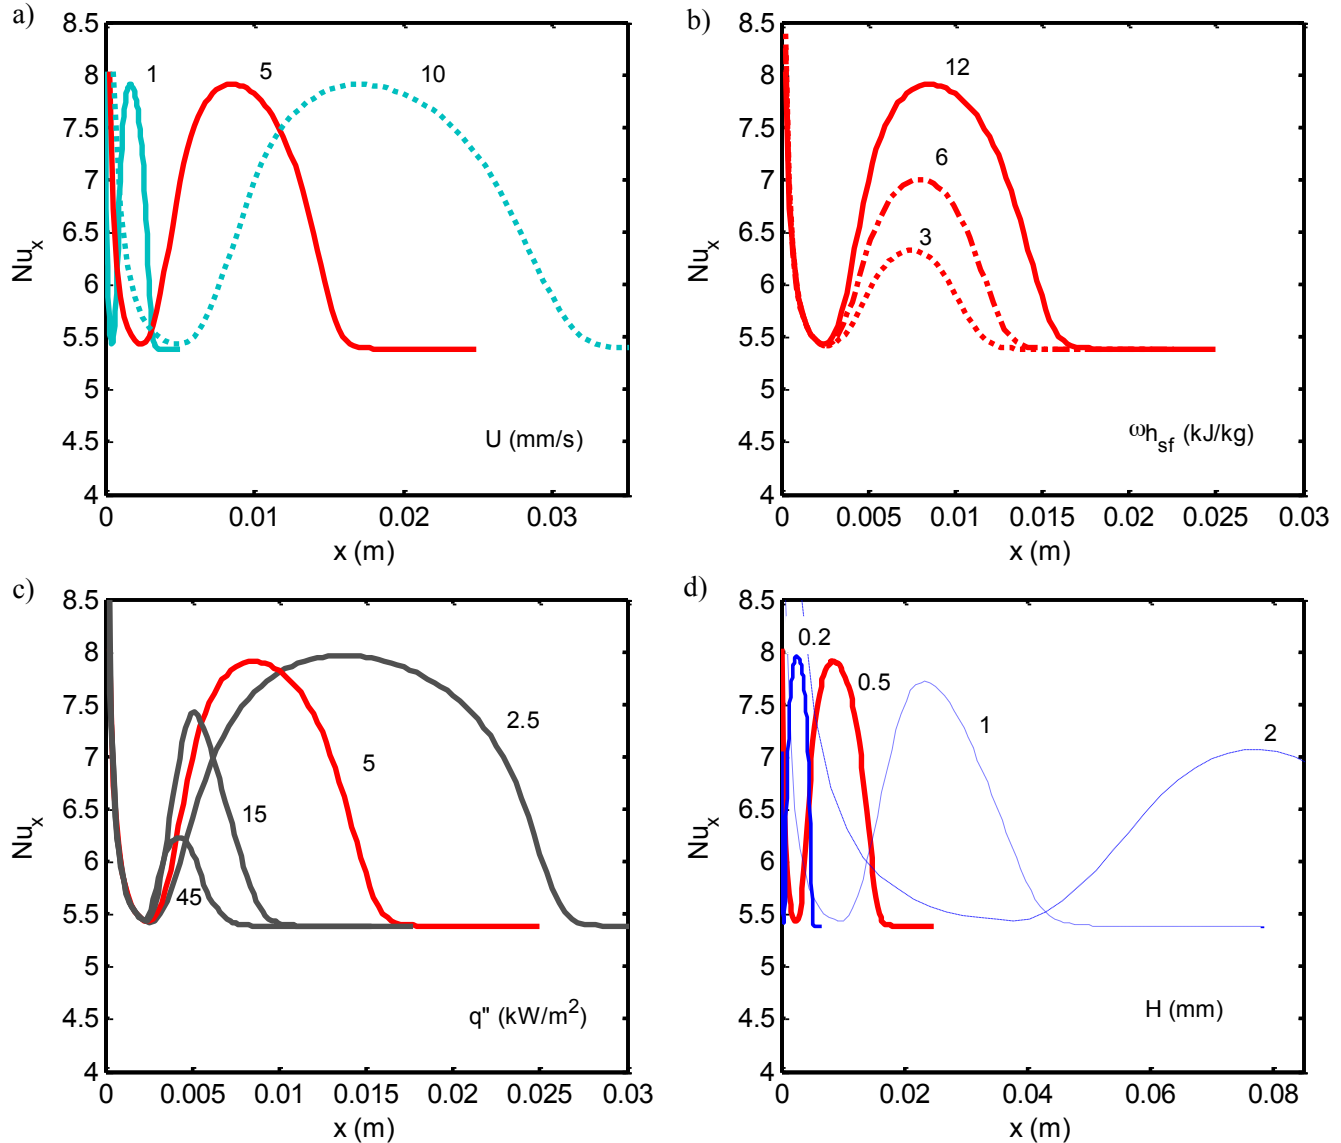 a)
8.5
8
7.5
7
6.5
6
5.5
5
4.5
4
Nu_x
1
5
10
U (mm/s)
0 0.01 0.02 0.03
x (m)
b)
8.5
8
7.5
7
6.5
6
5.5
5
4.5
4
Nu_x
12
6
3
ωh_sf (kJ/kg)
0 0.005 0.01 0.015 0.02 0.025 0.03
x (m)
c)
8.5
8
7.5
7
6.5
6
5.5
5
4.5
4
Nu_x
2.5
5
15
45
q" (kW/m²)
0 0.005 0.01 0.015 0.02 0.025 0.03
x (m)
d)
8.5
8
7.5
7
6.5
6
5.5
5
4.5
4
Nu_x
0.2
0.5
1
2
H (mm)
0 0.02 0.04 0.06 0.08
x (m)